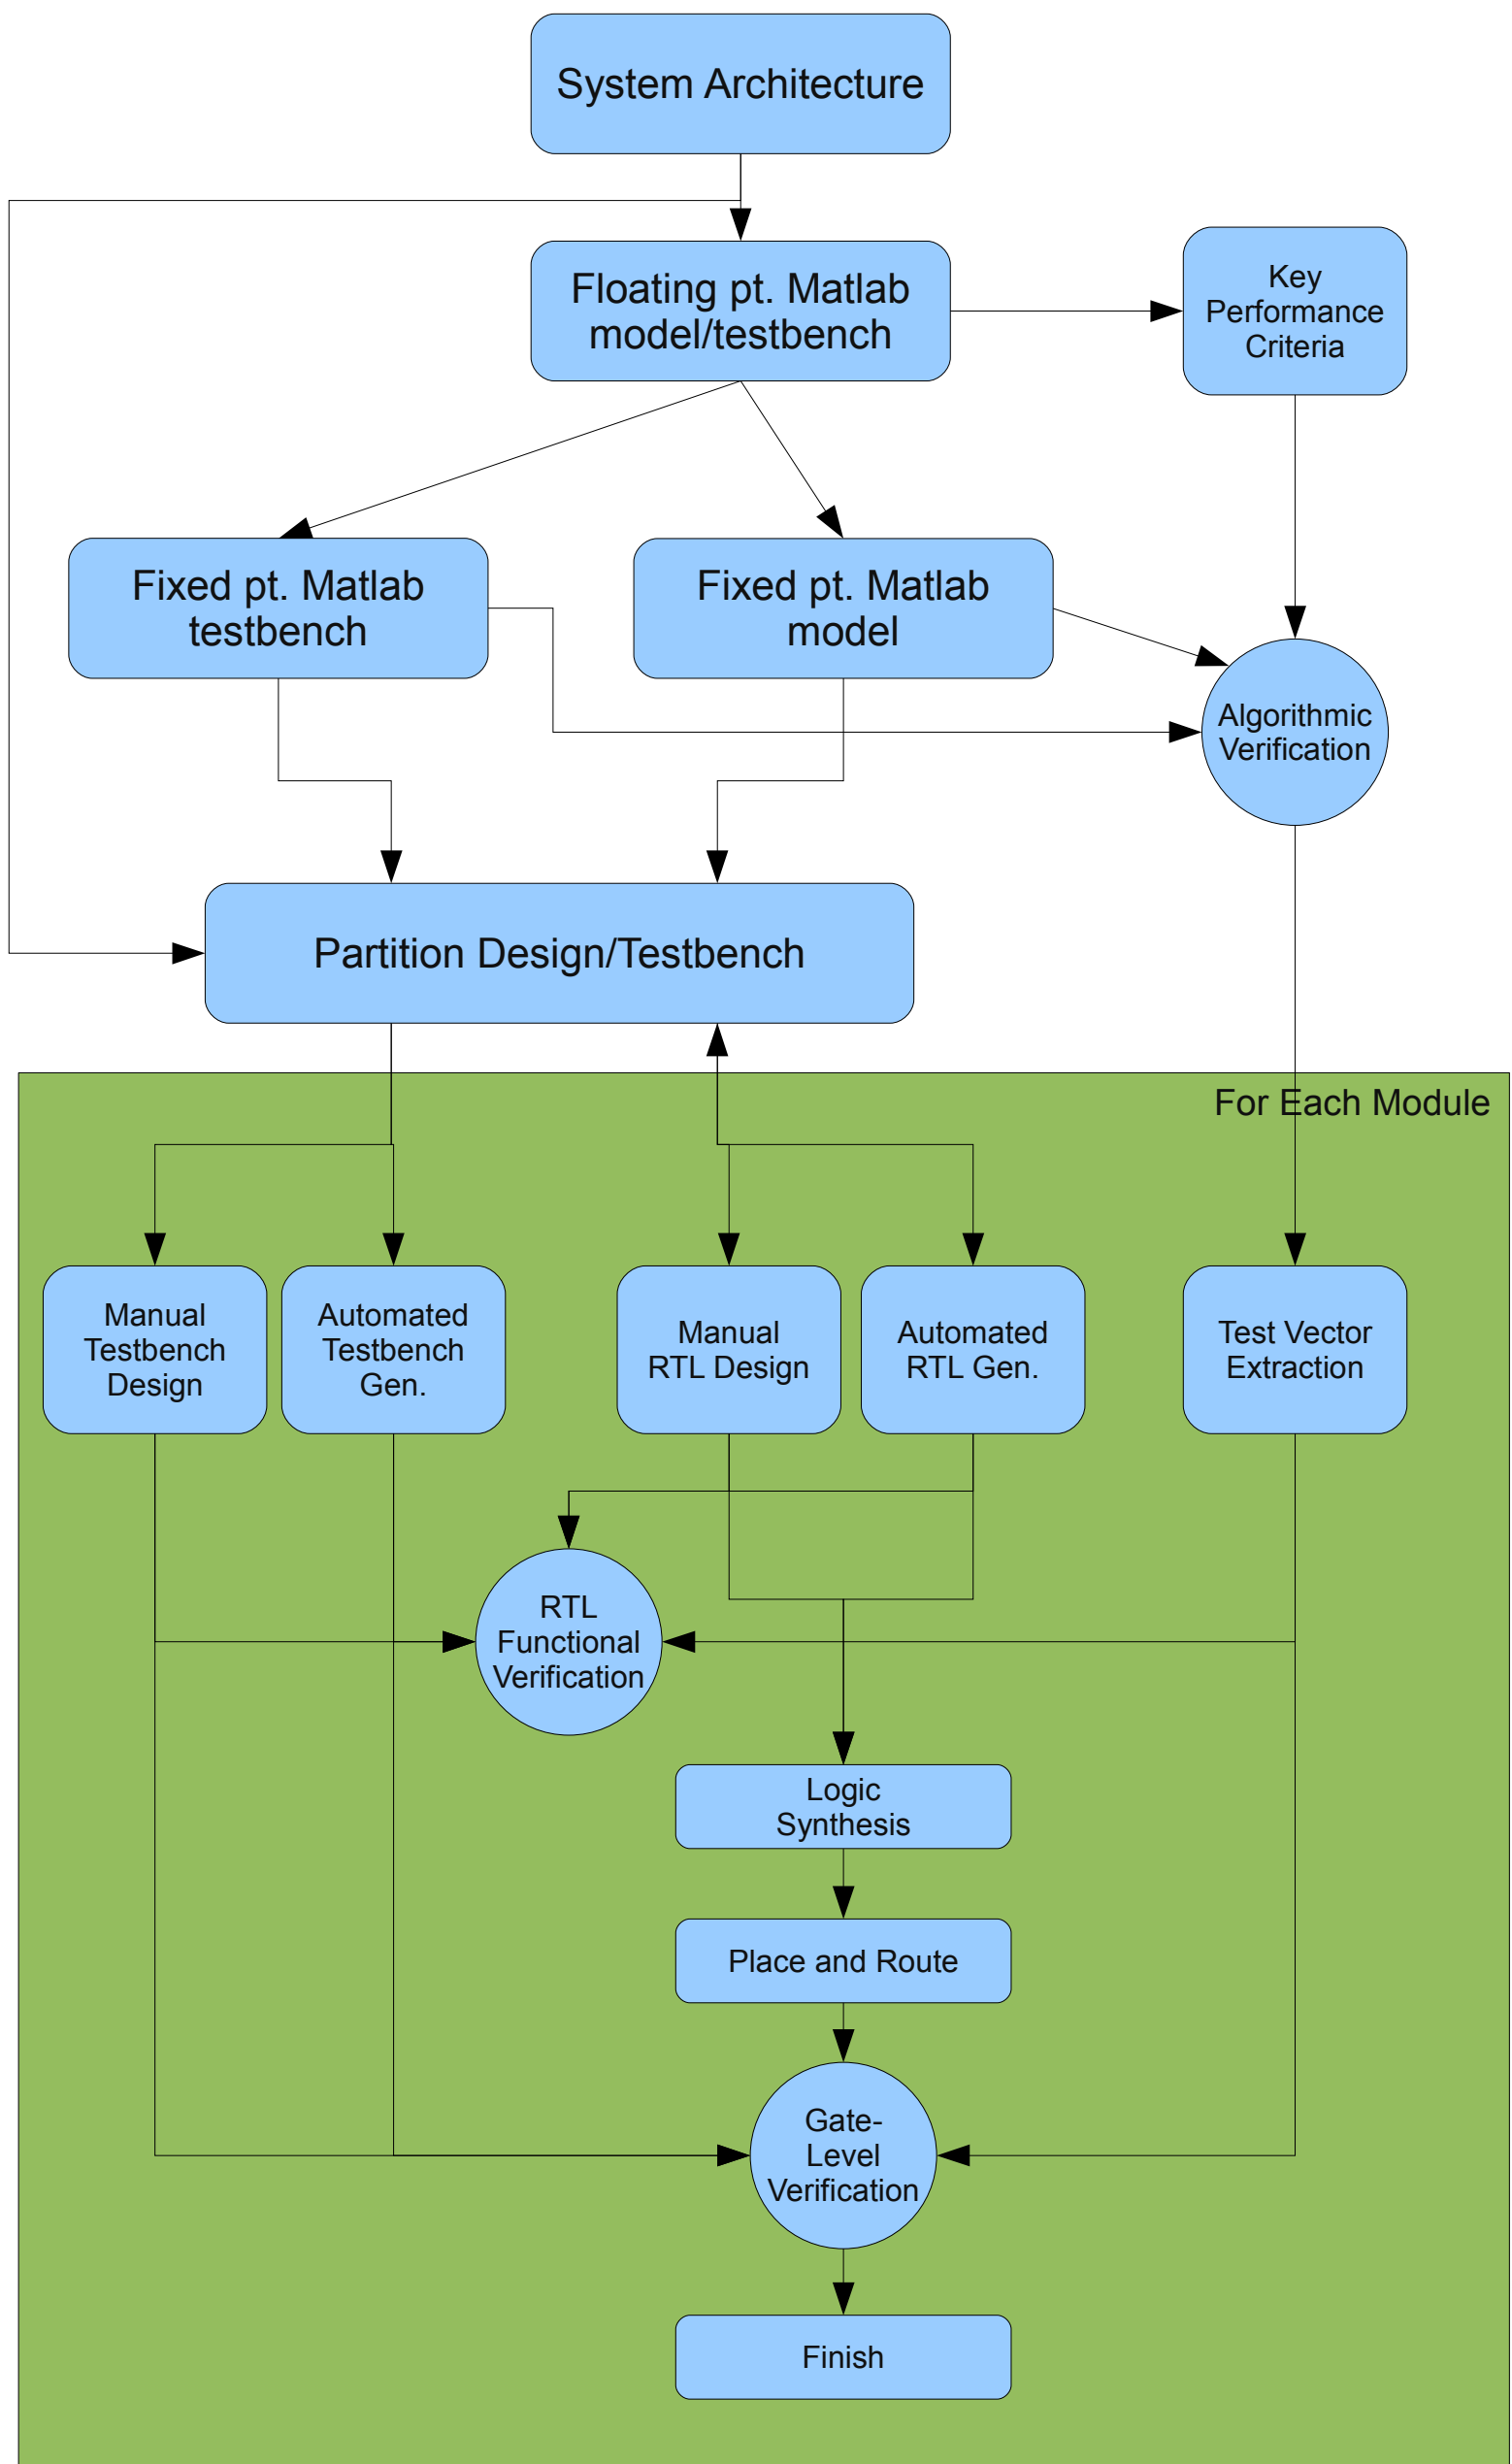 System Architecture
Floating pt. Matlab
model/testbench
Key
Performance
Criteria
Fixed pt. Matlab
testbench
Fixed pt. Matlab
model
Algorithmic
Verification
Partition Design/Testbench
For Each Module
Manual
Testbench
Design
Automated
Testbench
Gen.
Manual
RTL Design
Automated
RTL Gen.
Test Vector
Extraction
RTL
Functional
Verification
Logic
Synthesis
Place and Route
Gate-
Level
Verification
Finish